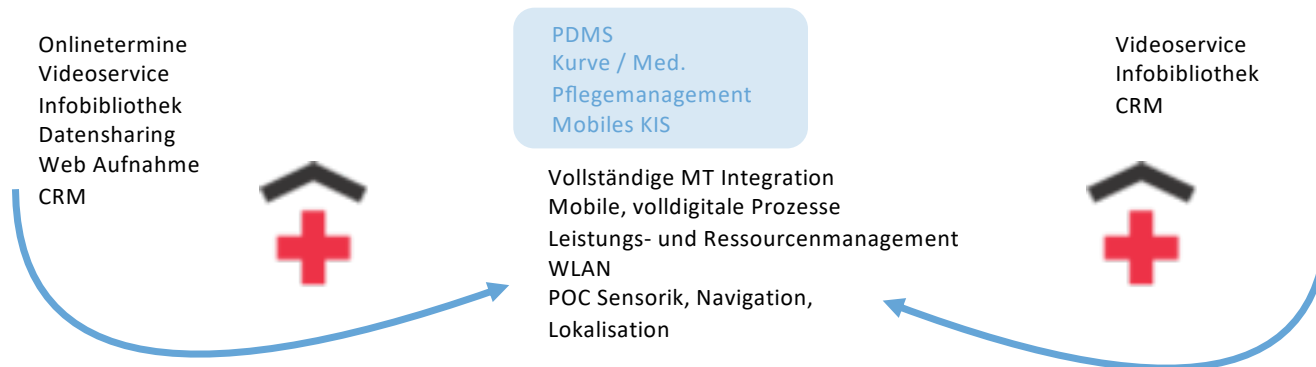 Onlinetermine
Videoservice
Infobibliothek
Datensharing
Web Aufnahme
CRM
PDMS
Kurve / Med.
Pflegemanagement
Mobiles KIS
Vollständige MT Integration
Mobile, volldigitale Prozesse
Leistungs- und Ressourcenmanagement
WLAN
POC Sensorik, Navigation,
Lokalisation
Videoservice
Infobibliothek
CRM